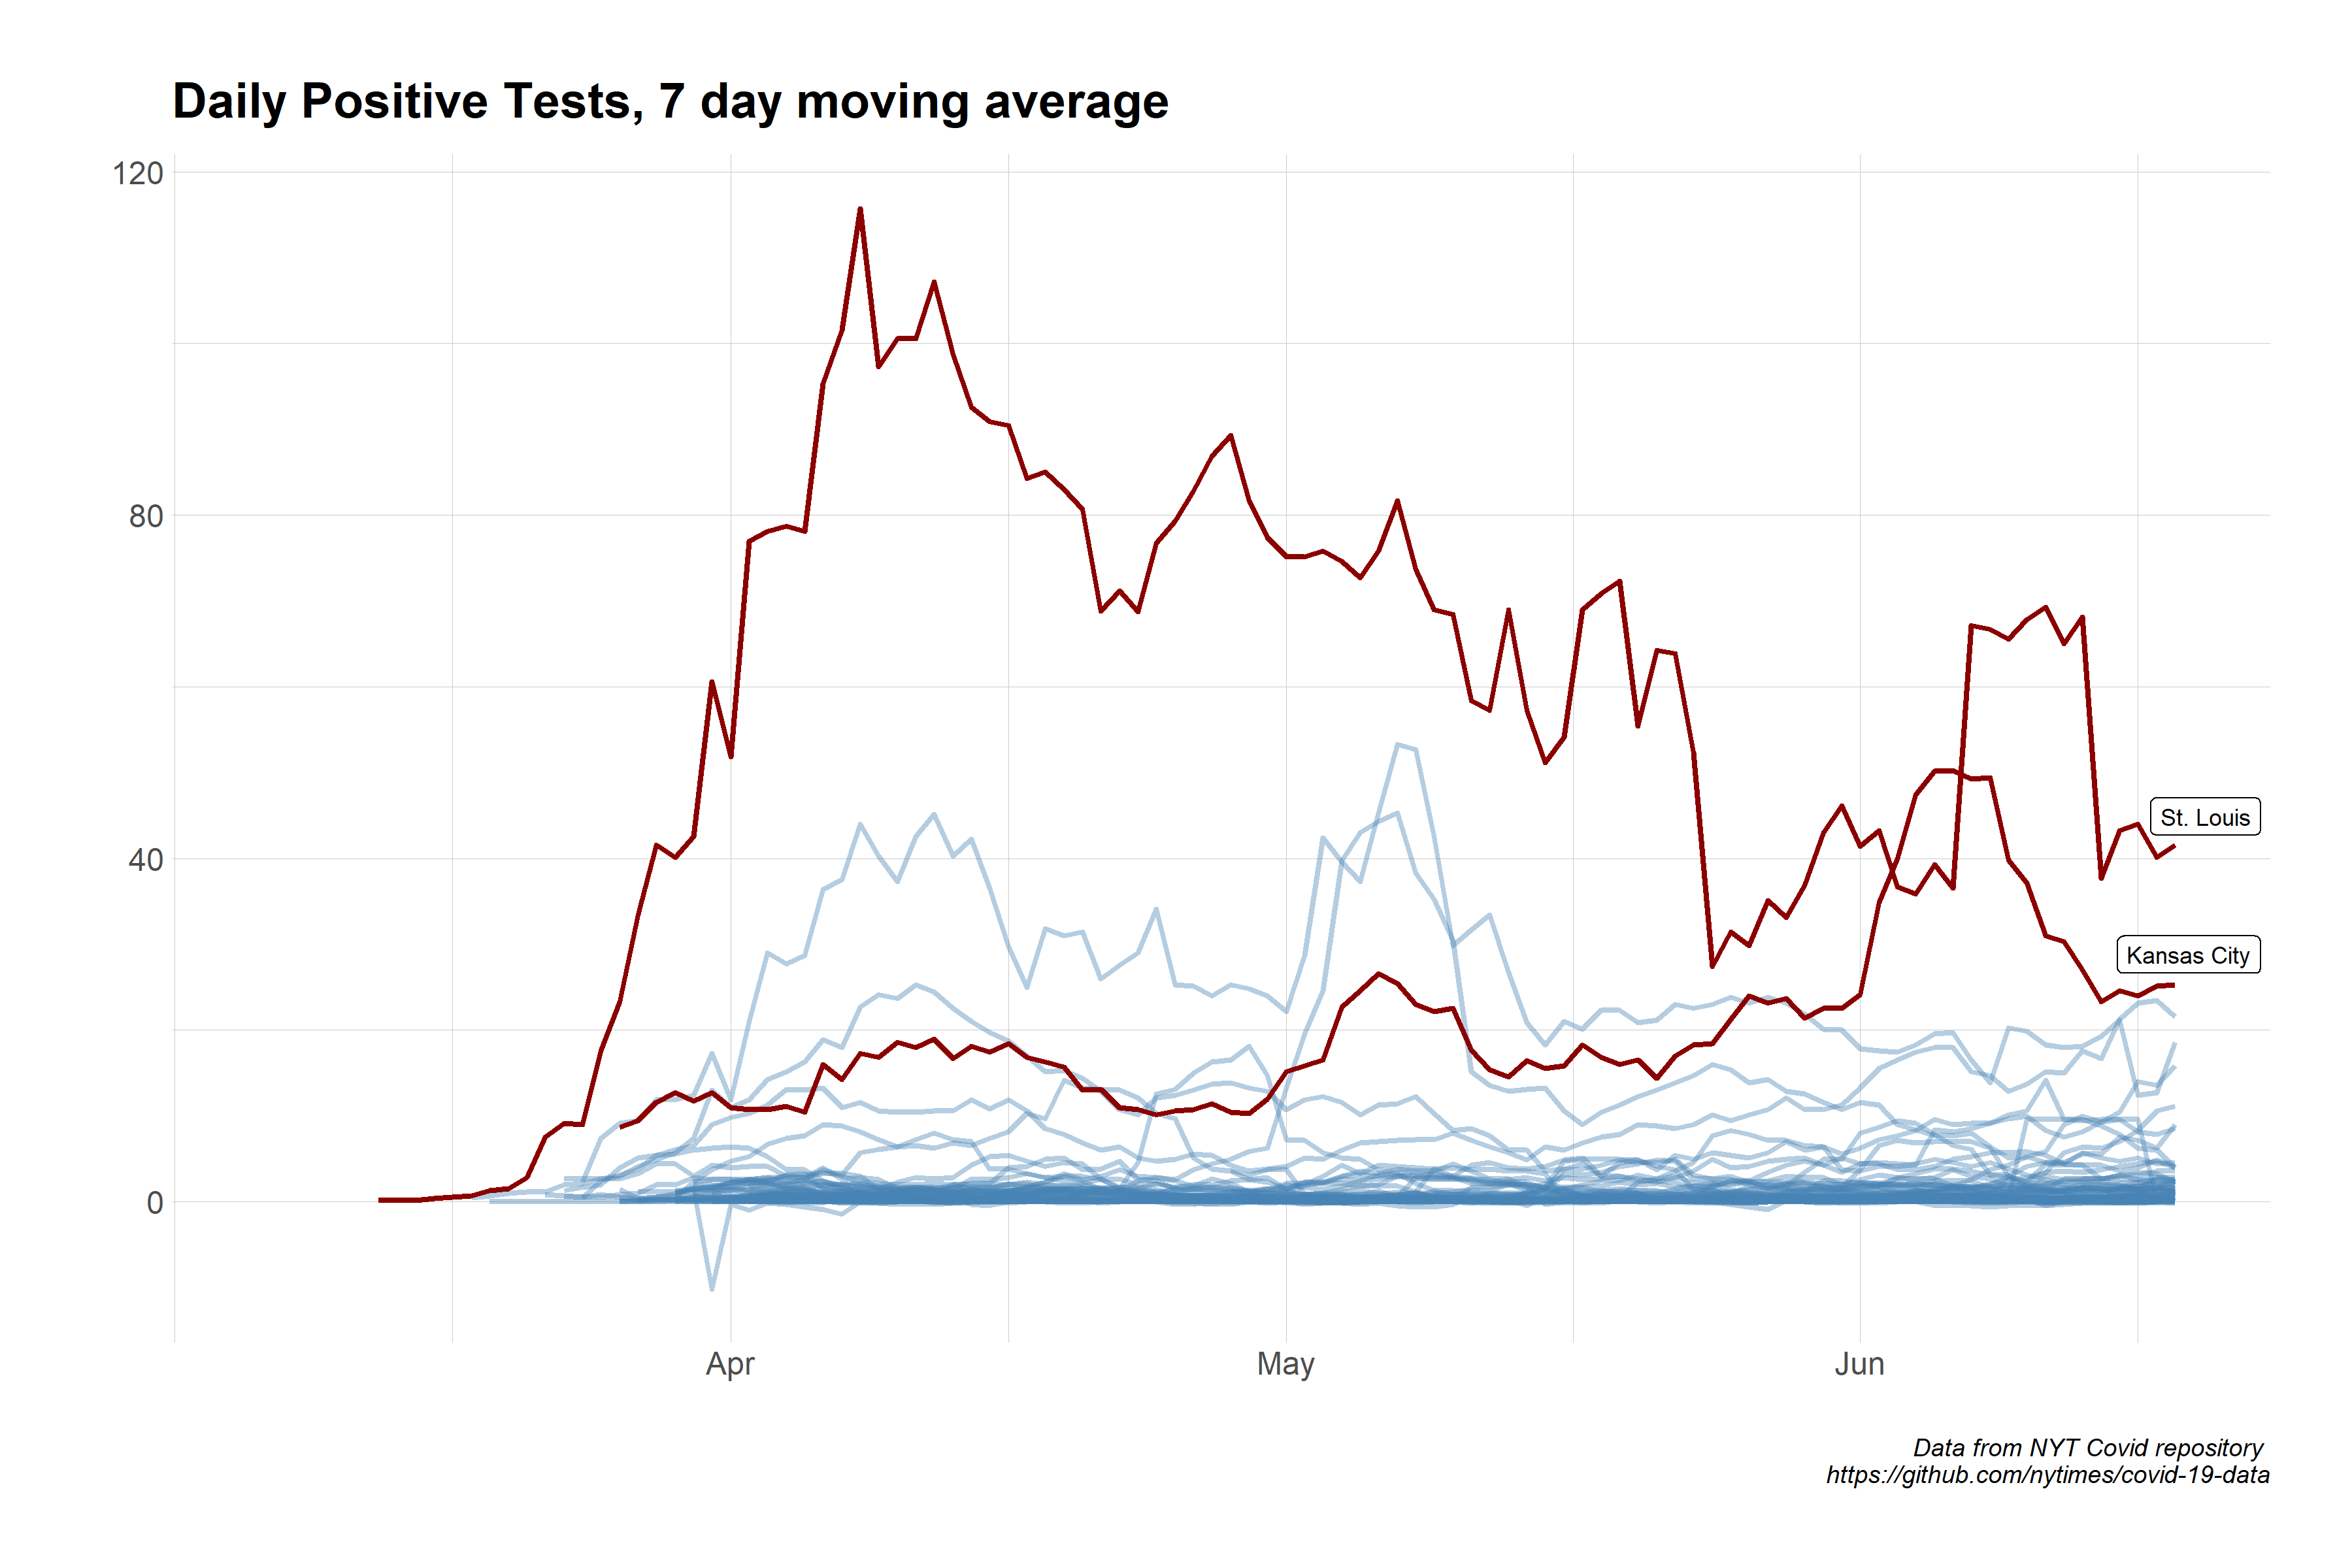 Daily Positive Tests, 7 day moving average
120
80
40
0
St. Louis
Kansas City
Apr May Jun
Data from NYT Covid repository
https://github.com/nytimes/covid-19-data